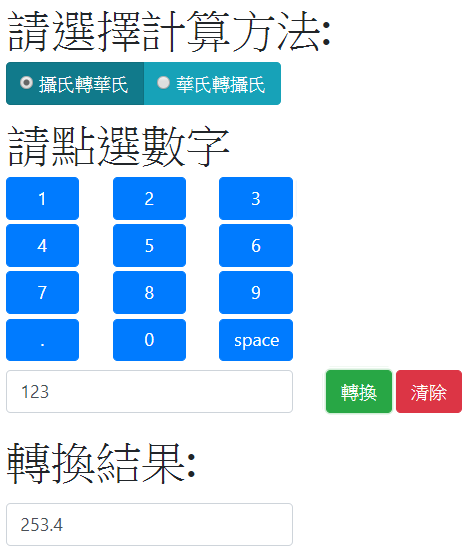 請選擇計算方法:
攝氏轉華氏 華氏轉攝氏
請點選數字
1 2 3
4 5 6
7 8 9
. 0 space
123 轉換 清除
轉換結果:
253.4